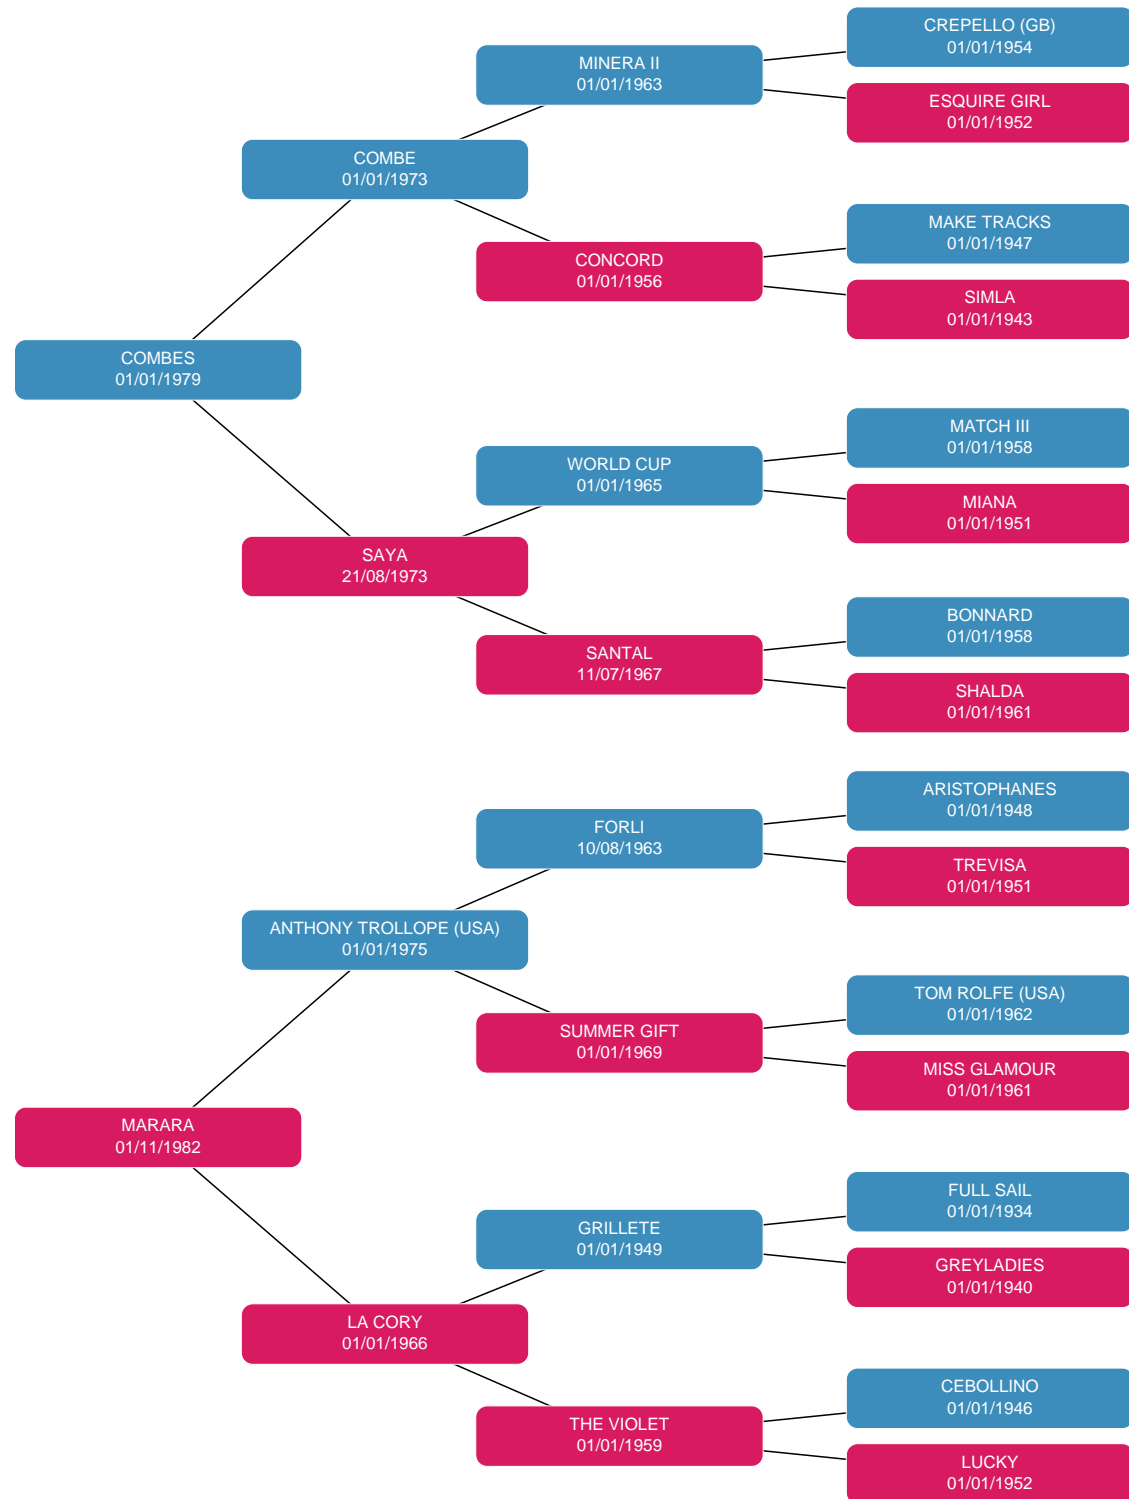 CREPELLO (GB)
01/01/1954
MINERA II
01/01/1963
ESQUIRE GIRL
01/01/1952
COMBE
01/01/1973
MAKE TRACKS
01/01/1947
CONCORD
01/01/1956
SIMLA
01/01/1943
COMBES
01/01/1979
MATCH III
01/01/1958
WORLD CUP
01/01/1965
MIANA
01/01/1951
SAYA
21/08/1973
BONNARD
01/01/1958
SANTAL
11/07/1967
SHALDA
01/01/1961
ARISTOPHANES
01/01/1948
FORLI
10/08/1963
TREVISA
01/01/1951
ANTHONY TROLLOPE (USA)
01/01/1975
TOM ROLFE (USA)
01/01/1962
SUMMER GIFT
01/01/1969
MISS GLAMOUR
01/01/1961
MARARA
01/11/1982
FULL SAIL
01/01/1934
GRILLETE
01/01/1949
GREYLADIES
01/01/1940
LA CORY
01/01/1966
CEBOLLINO
01/01/1946
THE VIOLET
01/01/1959
LUCKY
01/01/1952